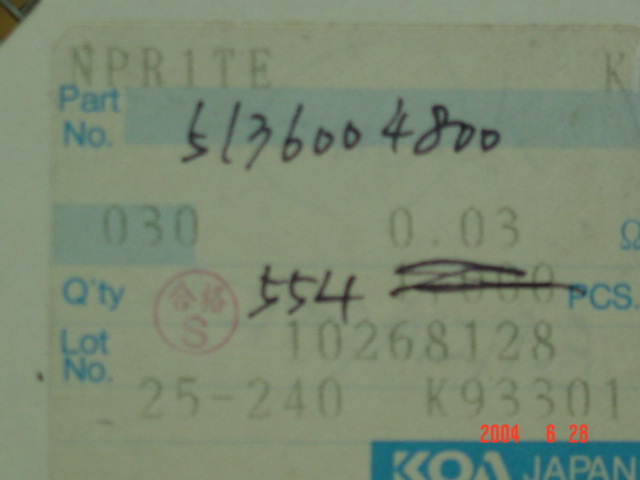 NPR1TE K
Part No. 5136004800
030 0.03 Ω
Q'ty 合格 S 554 PCS.
Lot No. 10268128
25-240 K93301
2004 6 28
KOA JAPAN